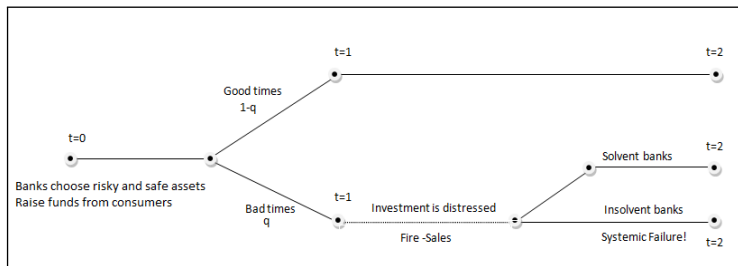 t=1
t=2
Good times
1-q
t=0
t=2
Solvent banks
Banks choose risky and safe assets
Raise funds from consumers
t=1
Bad times
q
Investment is distressed
Insolvent banks
Fire -Sales
Systemic Failure!
t=2